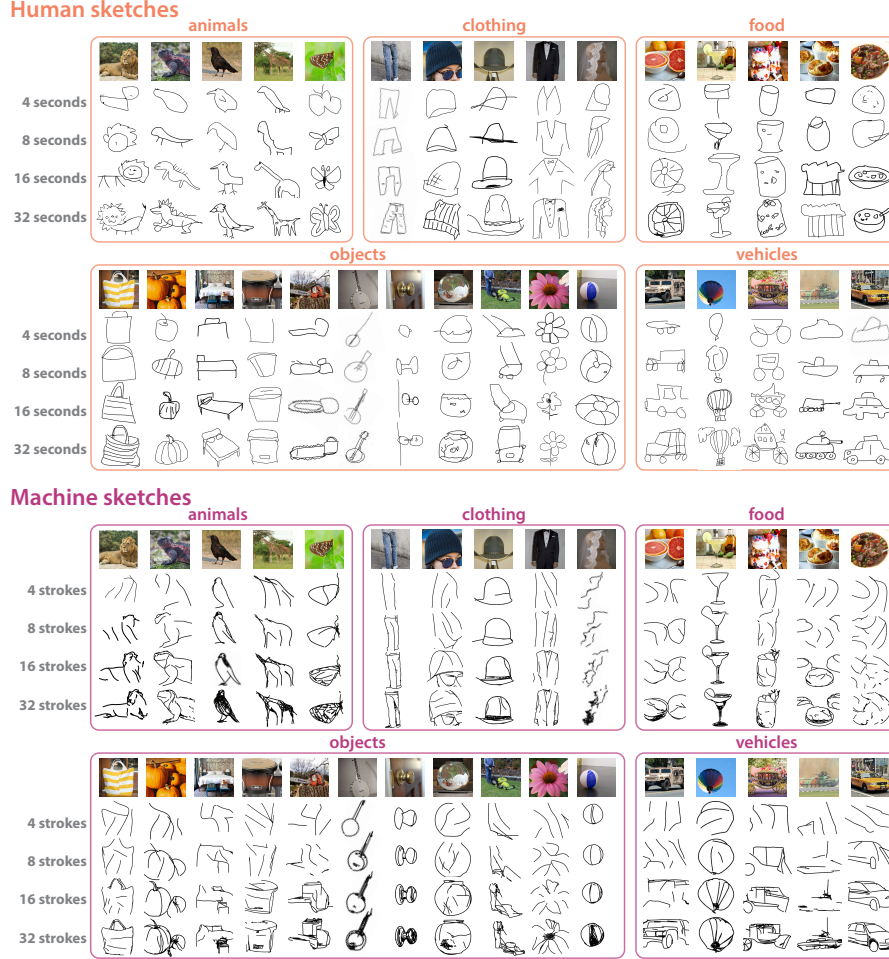 Human sketches
animals clothing food
4 seconds
8 seconds
16 seconds
32 seconds
objects vehicles
4 seconds
8 seconds
16 seconds
32 seconds
Machine sketches
animals clothing food
4 strokes
8 strokes
16 strokes
32 strokes
objects vehicles
4 strokes
8 strokes
16 strokes
32 strokes